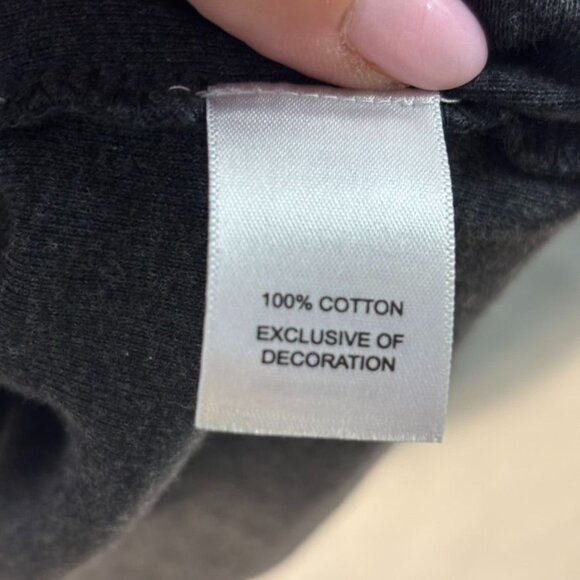 100% COTTON
EXCLUSIVE OF
DECORATION